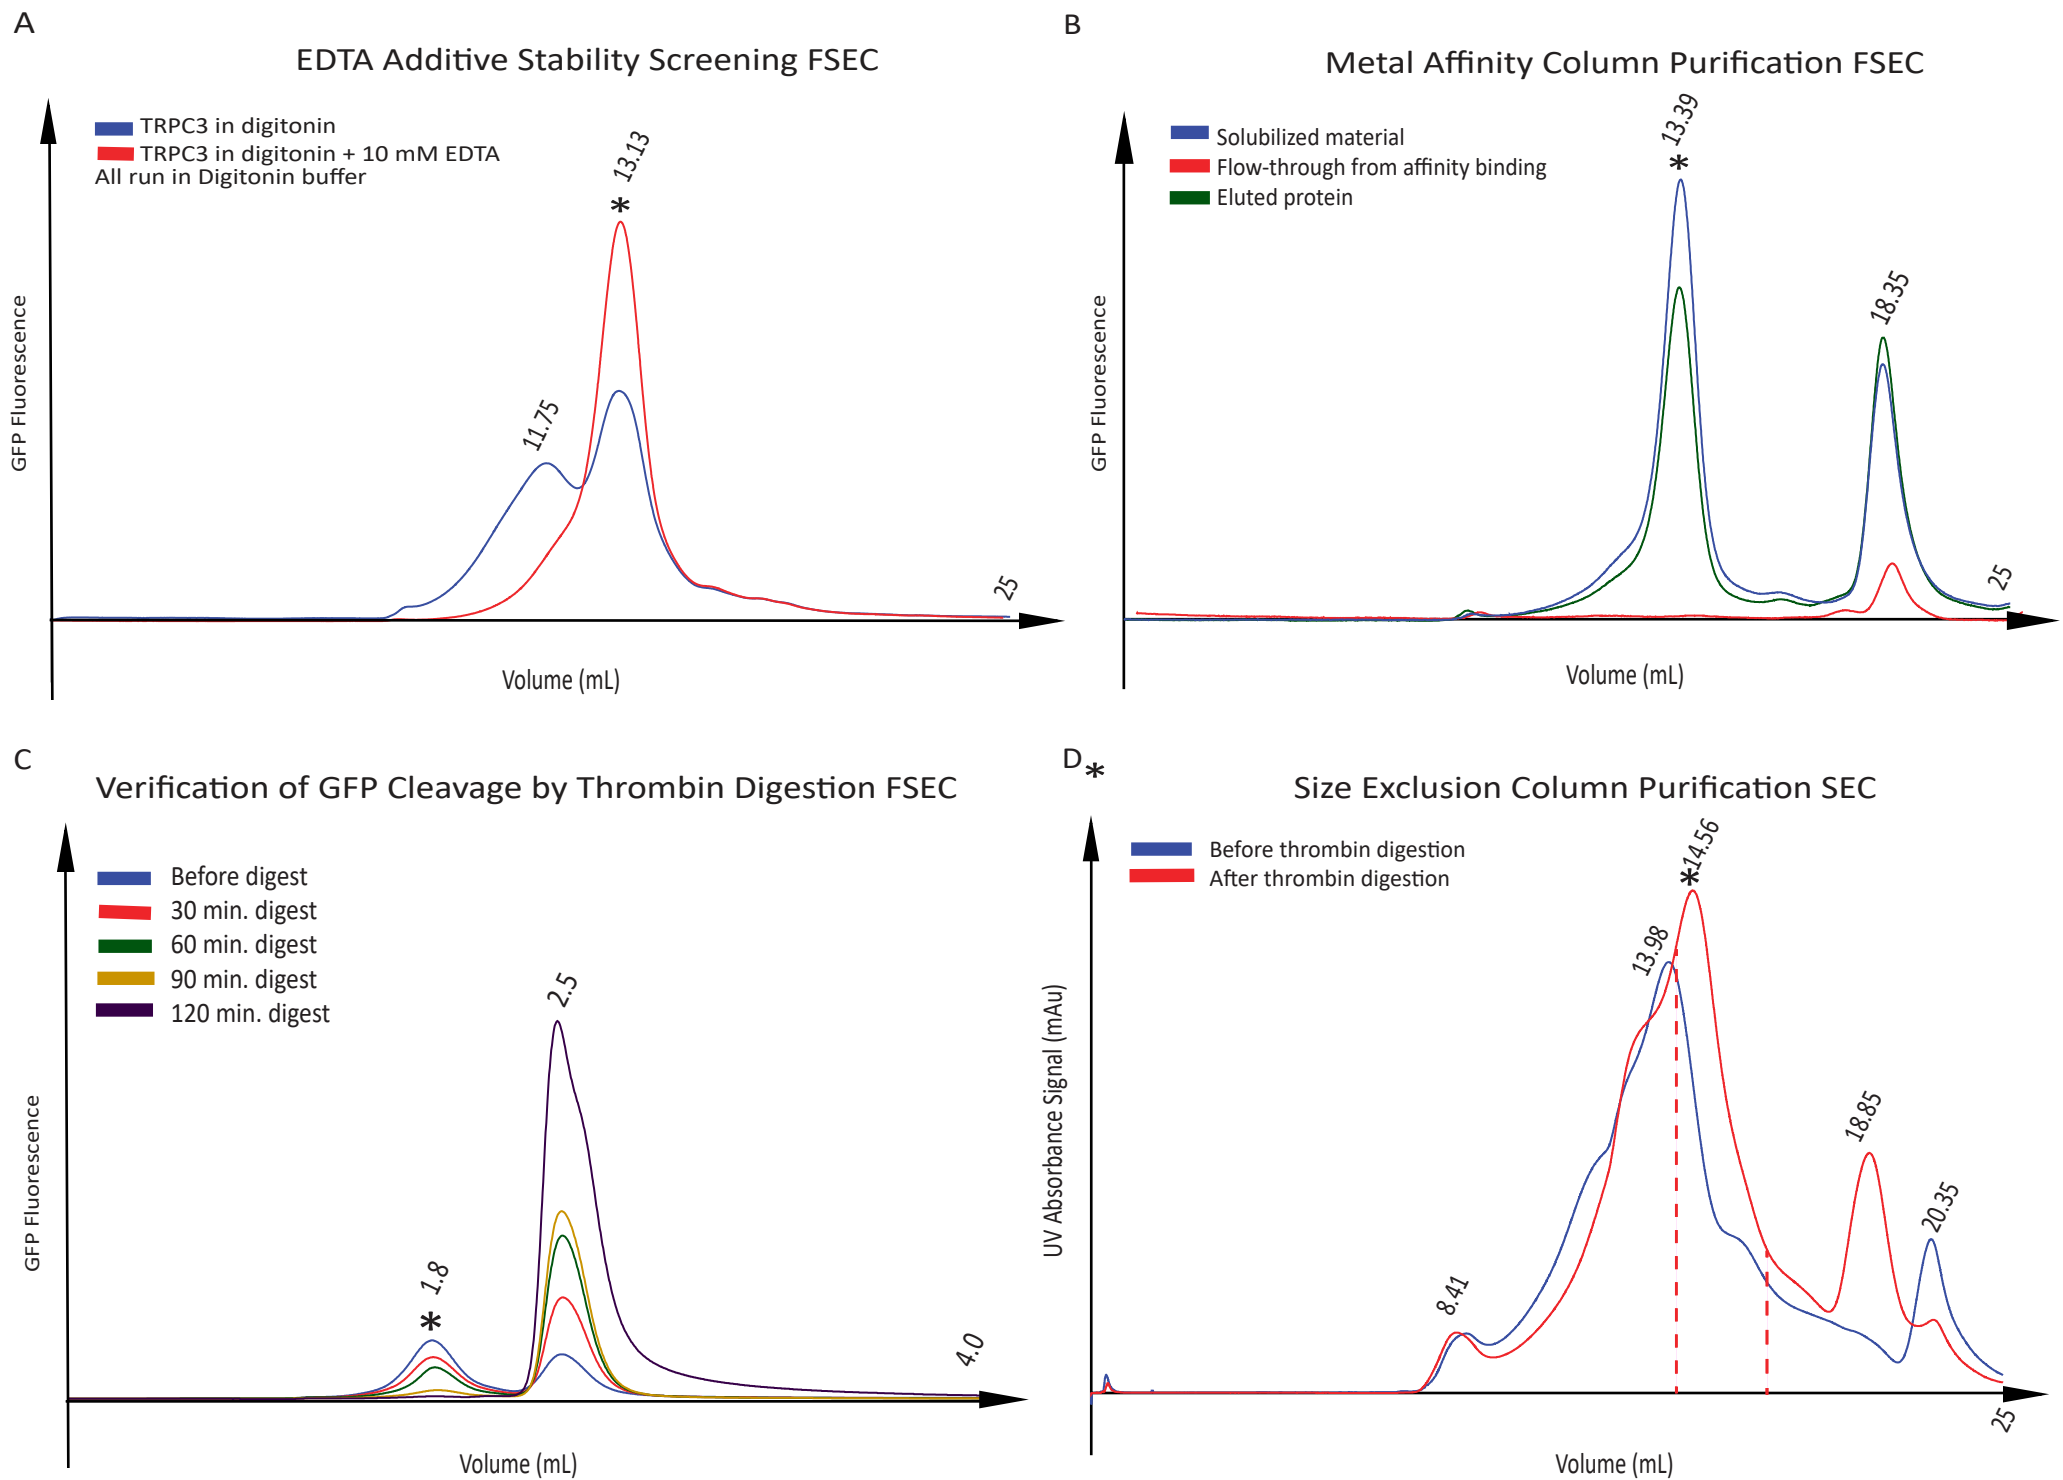 A
EDTA Additive Stability Screening FSEC
TRPC3 in digitonin
TRPC3 in digitonin + 10 mM EDTA
All run in Digitonin buffer
* 13.13
11.75
25
GFP Fluorescence
Volume (mL)
B
Metal Affinity Column Purification FSEC
Solubilized material
Flow-through from affinity binding
Eluted protein
13.39
*
18.35
25
GFP Fluorescence
Volume (mL)
C
Verification of GFP Cleavage by Thrombin Digestion FSEC
Before digest
30 min. digest
60 min. digest
90 min. digest
120 min. digest
2.5
* 1.8
4.0
GFP Fluorescence
Volume (mL)
D *
Size Exclusion Column Purification SEC
Before thrombin digestion
After thrombin digestion
*14.56
13.98
18.85
20.35
8.41
25
UV Absorbance Signal (mAu)
Volume (mL)